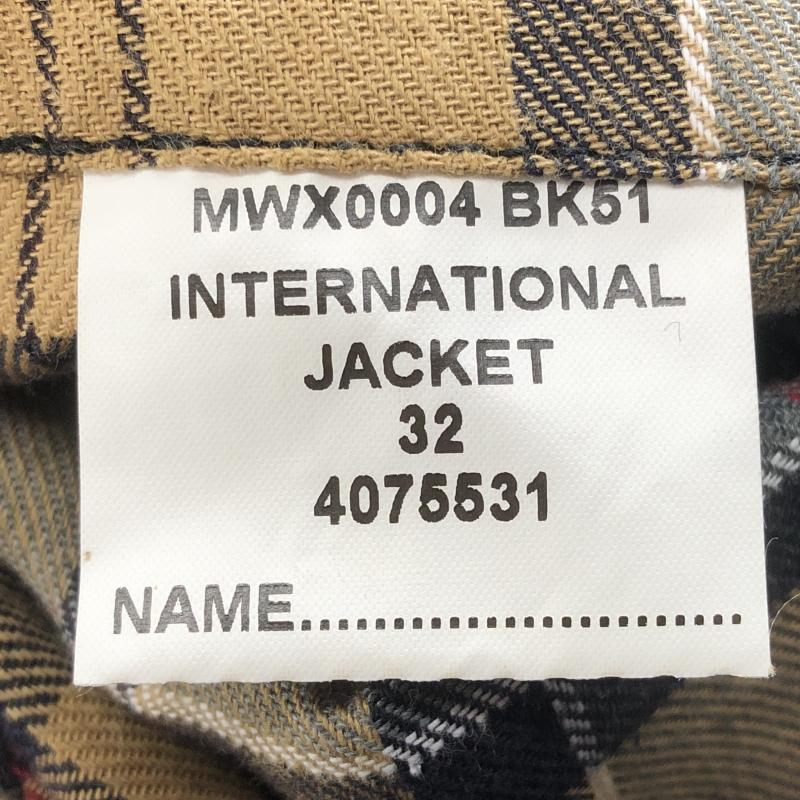 MWX0004 BK51
INTERNATIONAL
JACKET
32
4075531
NAME...........................